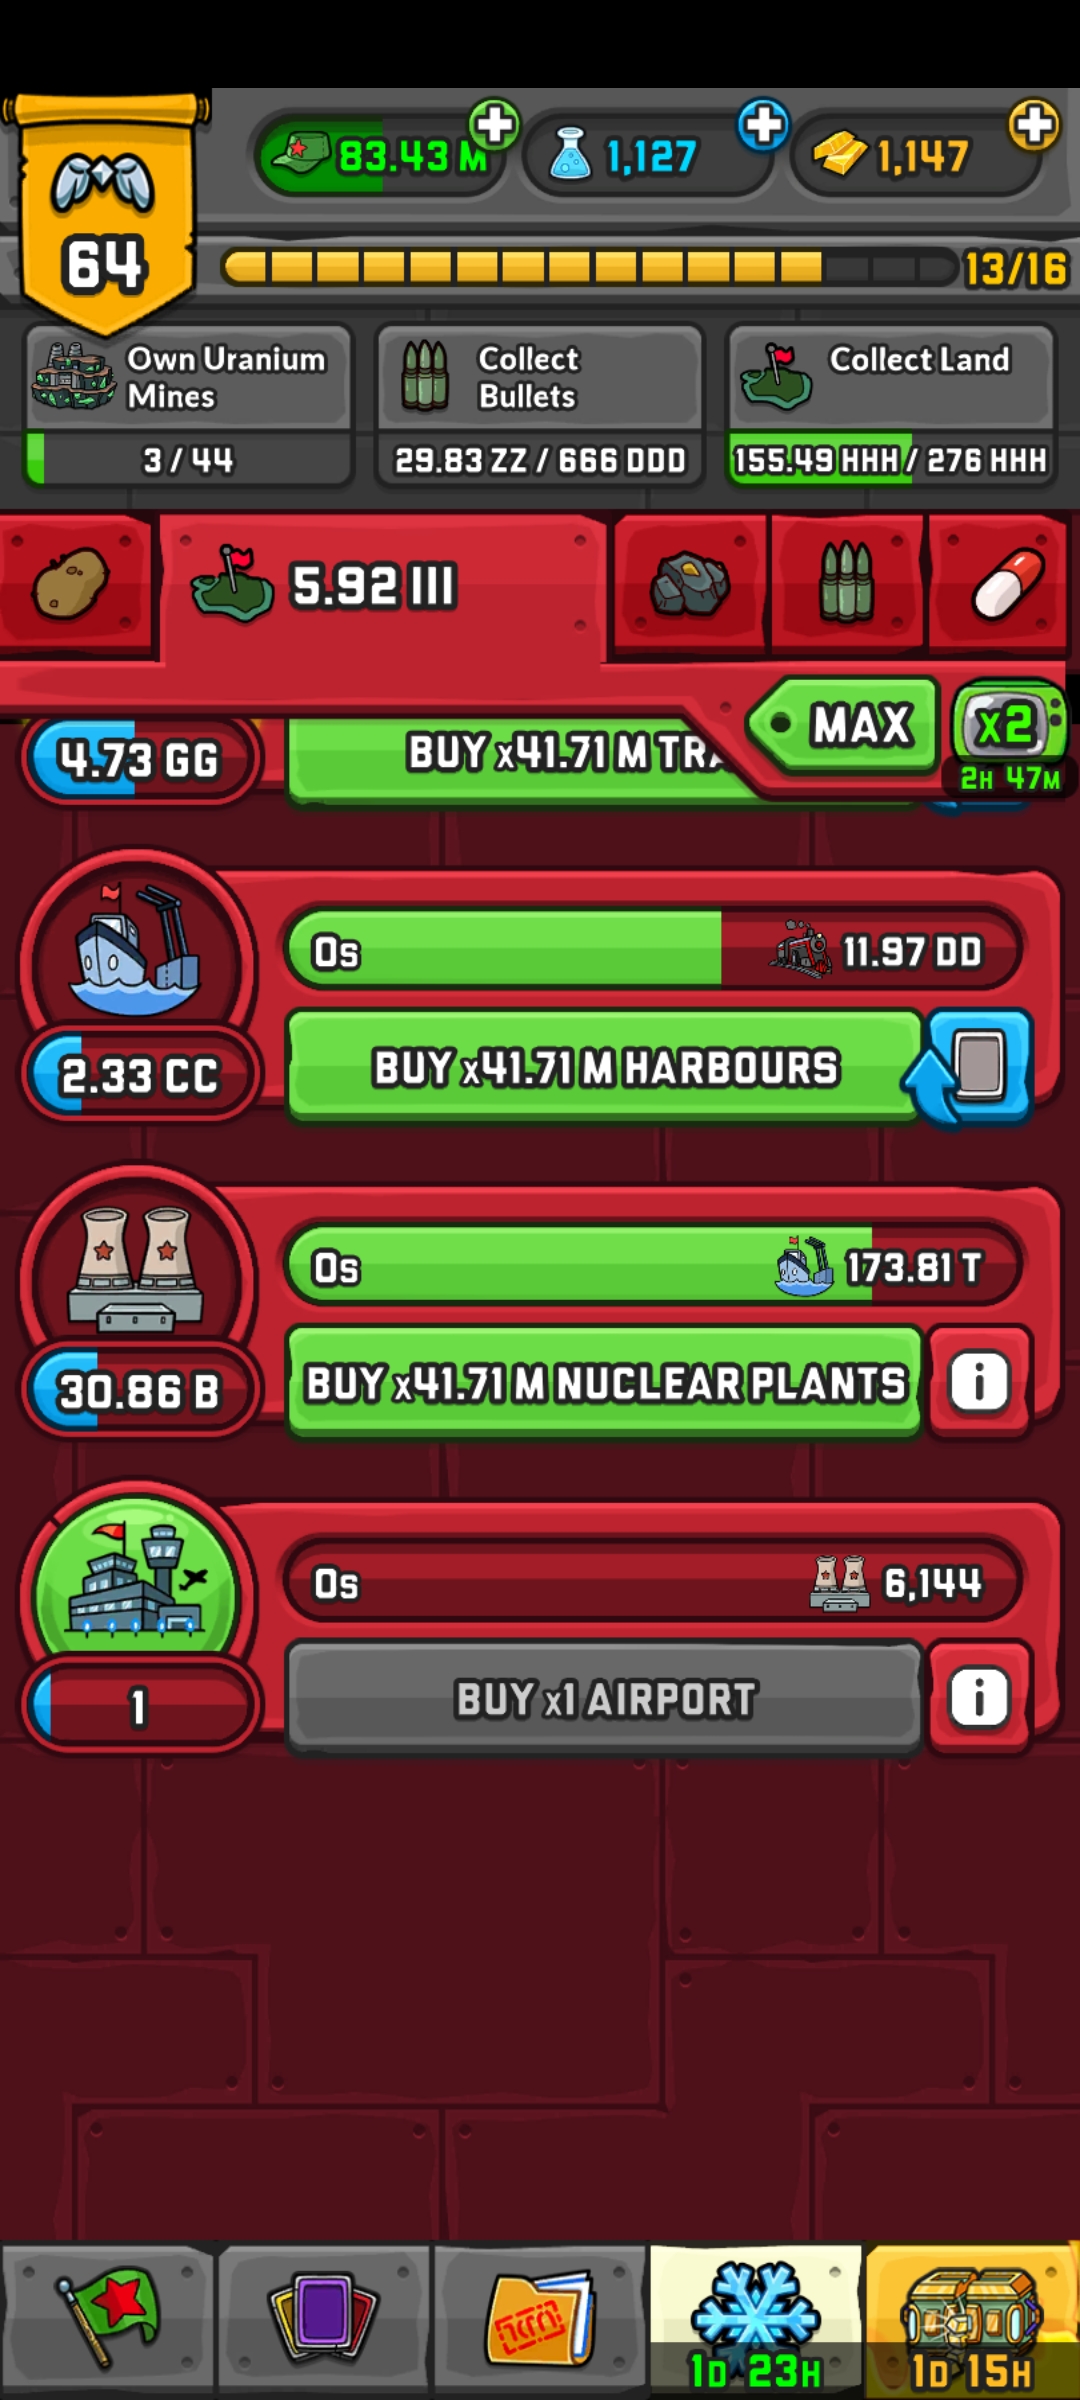 83.43 M
1,127
1,147
64
13/16
Own Uranium
Mines
3 / 44
Collect
Bullets
29.83 ZZ / 666 DDD
Collect Land
155.49 HHH / 276 HHH
5.92 III
MAX
X2
2H 47M
4.73 GG
BUY x41.71 M TRA
0s
11.97 DD
2.33 CC
BUY x41.71 M HARBOURS
0s
173.81 T
30.86 B
BUY x41.71 M NUCLEAR PLANTS
i
0s
6,144
1
BUY x1 AIRPORT
i
1D 23H
1D 15H